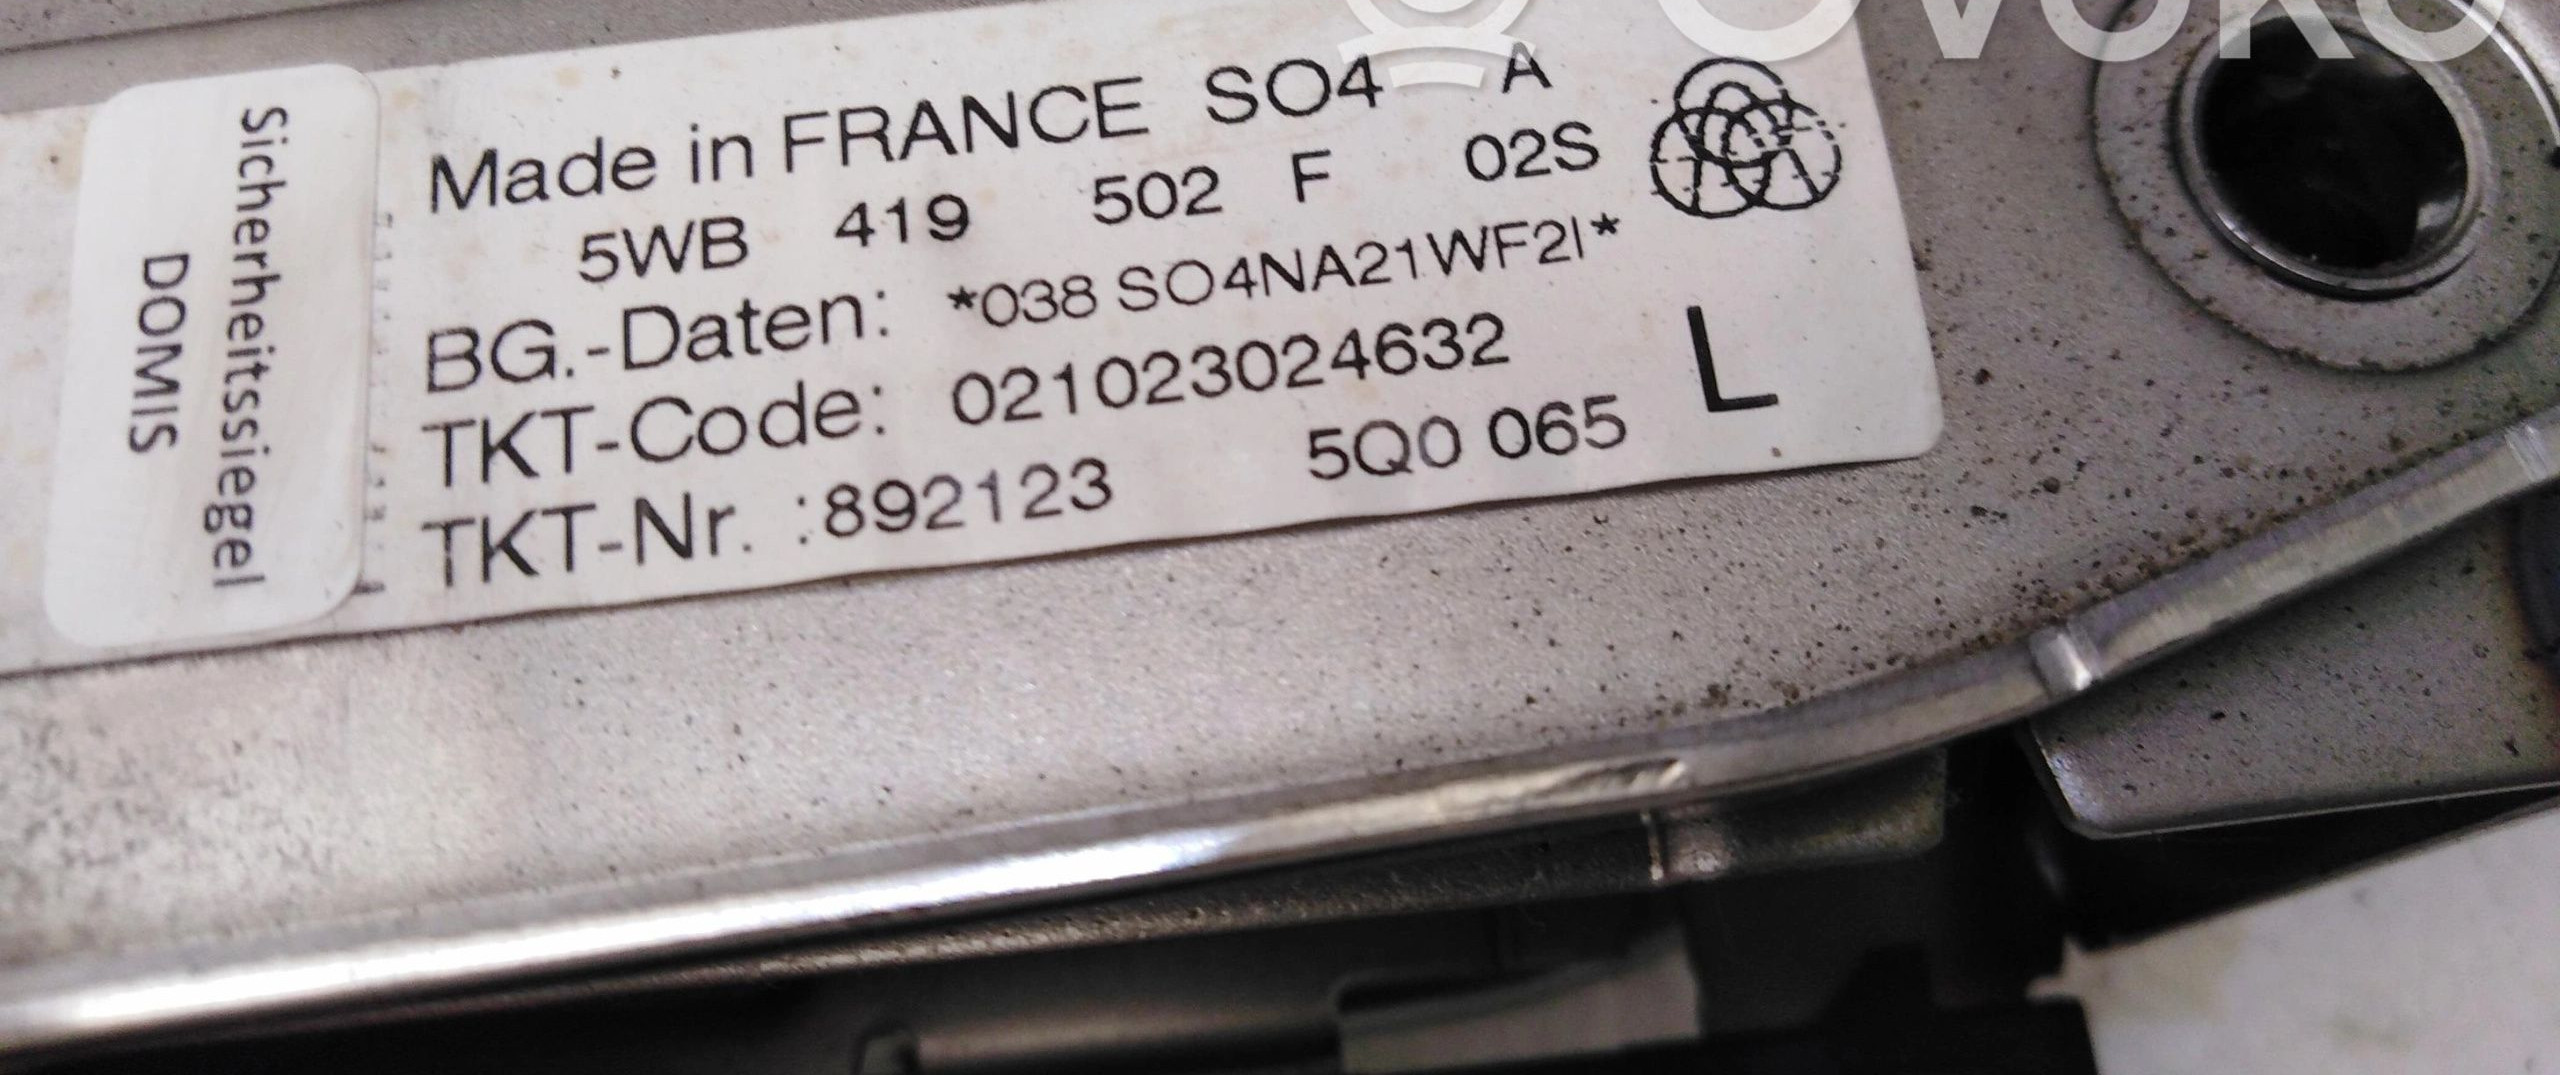 OVOKO
Sicherheitssiegel
DOMIS
Made in FRANCE SO4 A
5WB 419 502 F 02S
BG.-Daten: *038 SO4NA21WF2I*
TKT-Code: 021023024632
TKT-Nr. :892123 5Q0 065
L